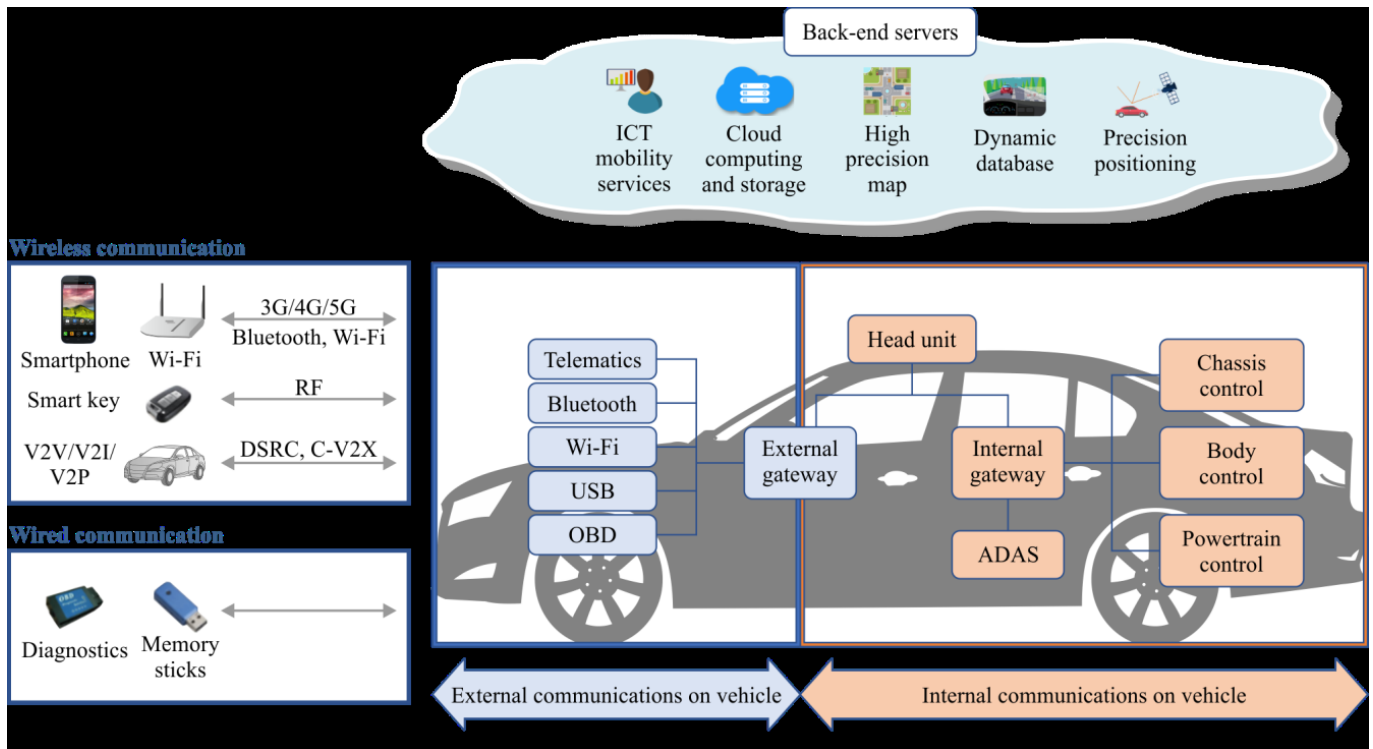 Back-end servers
ICT
mobility
services
Cloud
computing
and storage
High
precision
map
Dynamic
database
Precision
positioning
Wireless communication
Smartphone
Wi-Fi
3G/4G/5G
Bluetooth, Wi-Fi
Smart key
RF
V2V/V2I/
V2P
DSRC, C-V2X
Wired communication
Diagnostics
Memory
sticks
Telematics
Bluetooth
Wi-Fi
USB
OBD
External
gateway
Head unit
Internal
gateway
ADAS
Chassis
control
Body
control
Powertrain
control
External communications on vehicle
Internal communications on vehicle